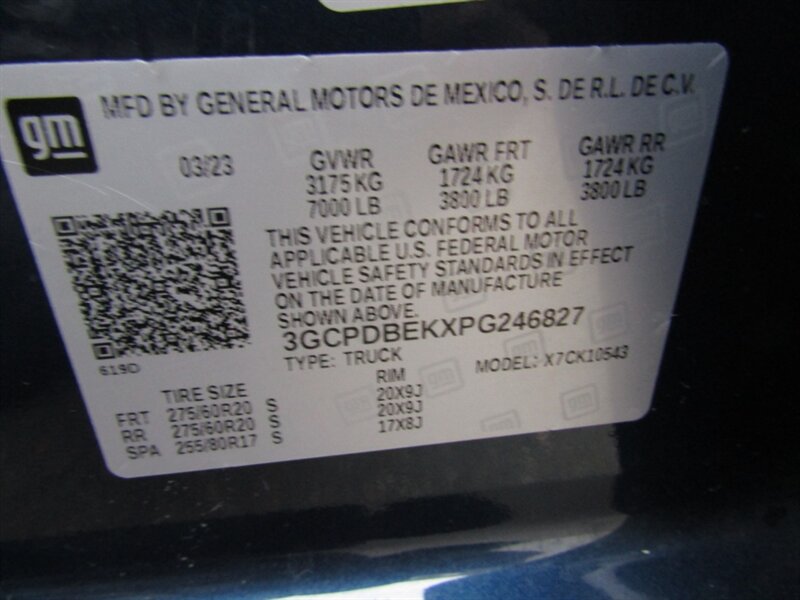 gm
MFD BY GENERAL MOTORS DE MEXICO, S. DE R.L. DE C.V.
03/23
GVWR
3175 KG
7000 LB
GAWR FRT
1724 KG
3800 LB
GAWR RR
1724 KG
3800 LB
THIS VEHICLE CONFORMS TO ALL
APPLICABLE U.S. FEDERAL MOTOR
VEHICLE SAFETY STANDARDS IN EFFECT
ON THE DATE OF MANUFACTURE
SHOWN ABOVE.
3GCPDBEKXPG246827
TYPE: TRUCK
MODEL: X7CK10543
619D
TIRE SIZE RIM
FRT 275/60R20 S 20X9J
RR 275/60R20 S 20X9J
SPA 255/80R17 S 17X8J